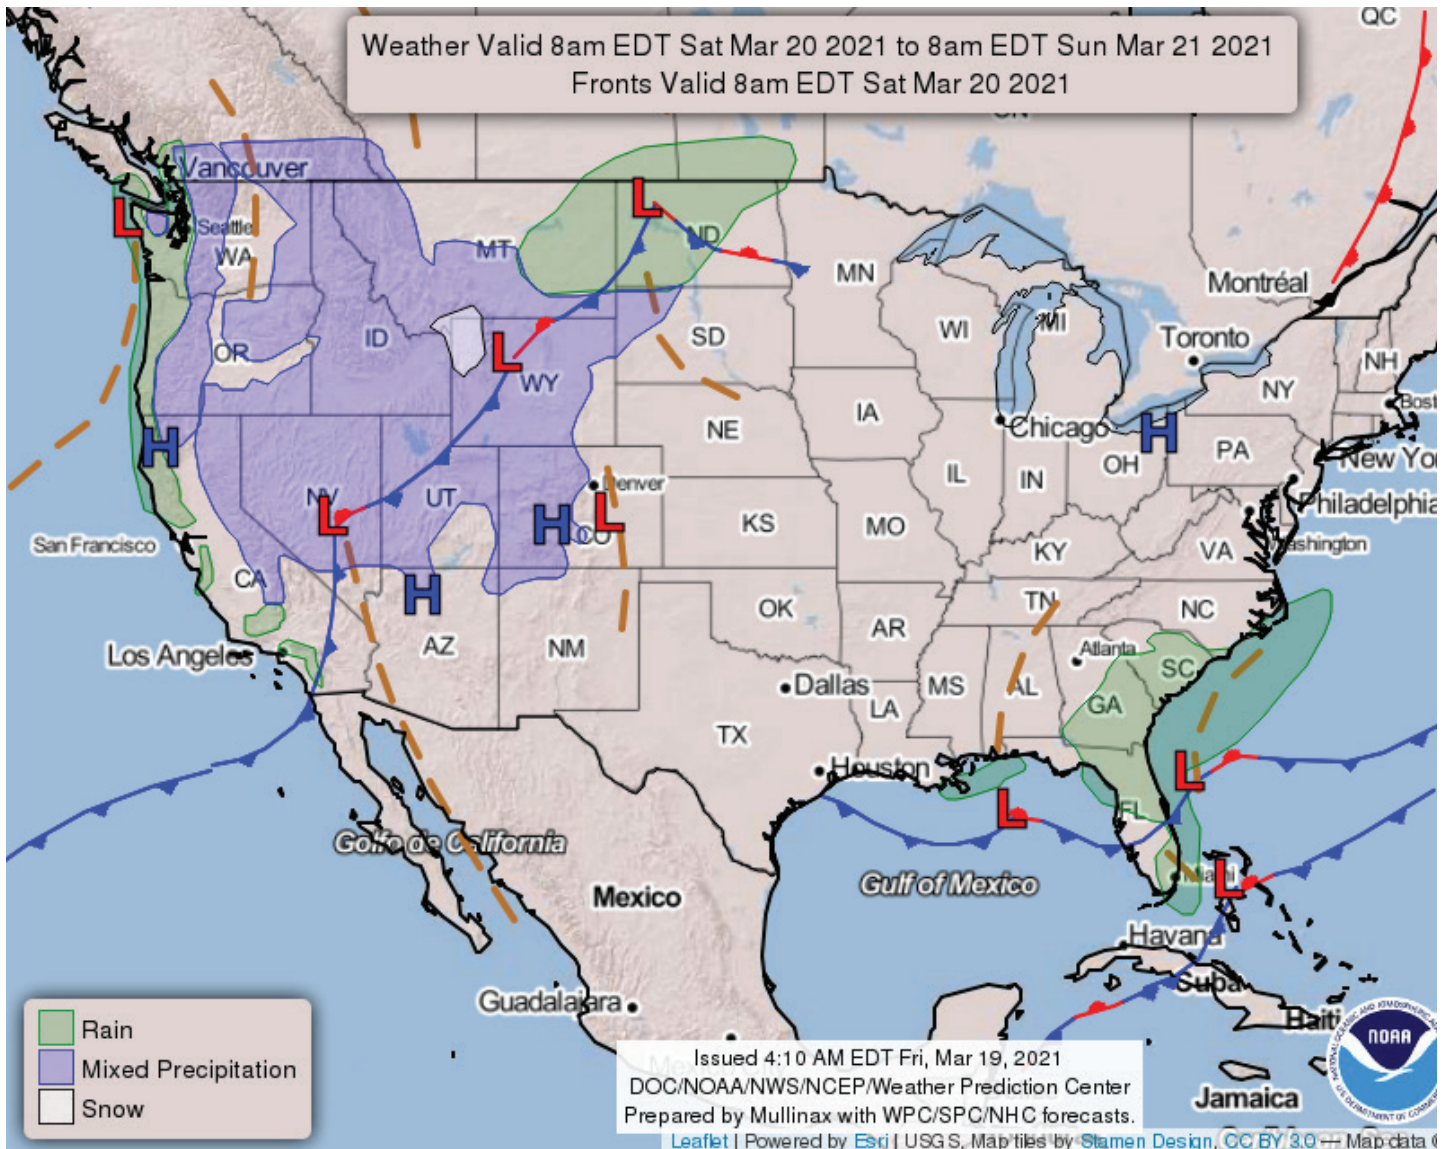 Weather Valid 8am EDT Sat Mar 20 2021 to 8am EDT Sun Mar 21 2021
Fronts Valid 8am EDT Sat Mar 20 2021
QC
Vancouver
L
L
Seattle
WA
MT
ND
MN
Montréal
WI
MI
Toronto
OR
ID
L
WY
SD
NH
NY
IA
Chicago
NE
H
H
OH
PA
IL
IN
NV
UT
Denver
L
H
L
CO
KS
MO
KY
VA
Philadelphia
San Francisco
CA
H
AZ
NM
OK
AR
TN
NC
Los Angeles
Atlanta
SC
Dallas
MS
AL
GA
LA
TX
Houston
L
L
FL
Golfo de California
Gulf of Mexico
Miami
L
Mexico
Havana
Guadalajara
Haiti
NOAA
Rain
Mixed Precipitation
Snow
Issued 4:10 AM EDT Fri, Mar 19, 2021
DOC/NOAA/NWS/NCEP/Weather Prediction Center
Prepared by Mullinax with WPC/SPC/NHC forecasts.
Jamaica
Leaflet | Powered by Esri | USGS, Map tiles by Stamen Design, CC BY 3.0 — Map data ©